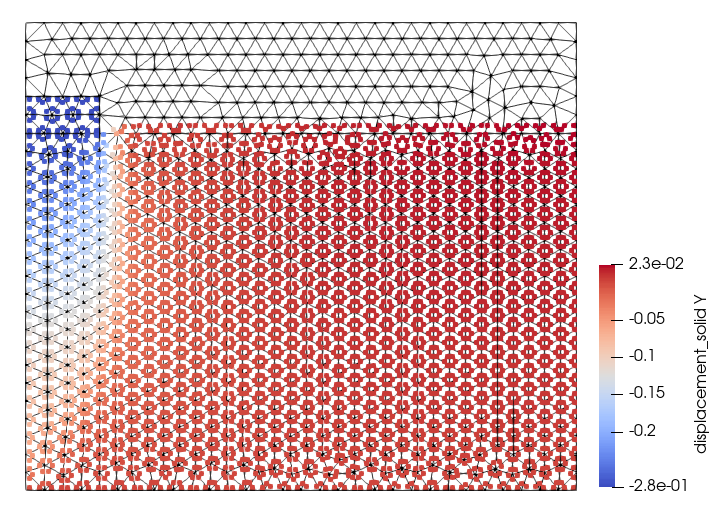 2.3e-02
-0.05
-0.1
-0.15
-0.2
-2.8e-01
displacement_solid Y